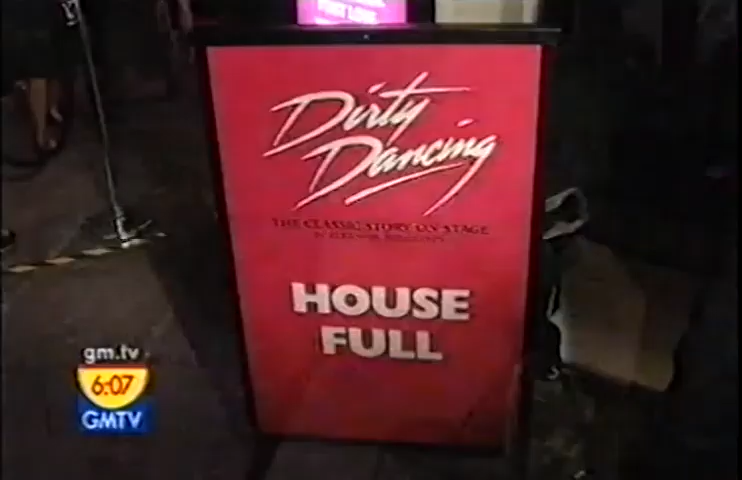 Dirty
Dancing
THE CLASSIC STORY ON STAGE
HOUSE
FULL
gm.tv
6:07
GMTV